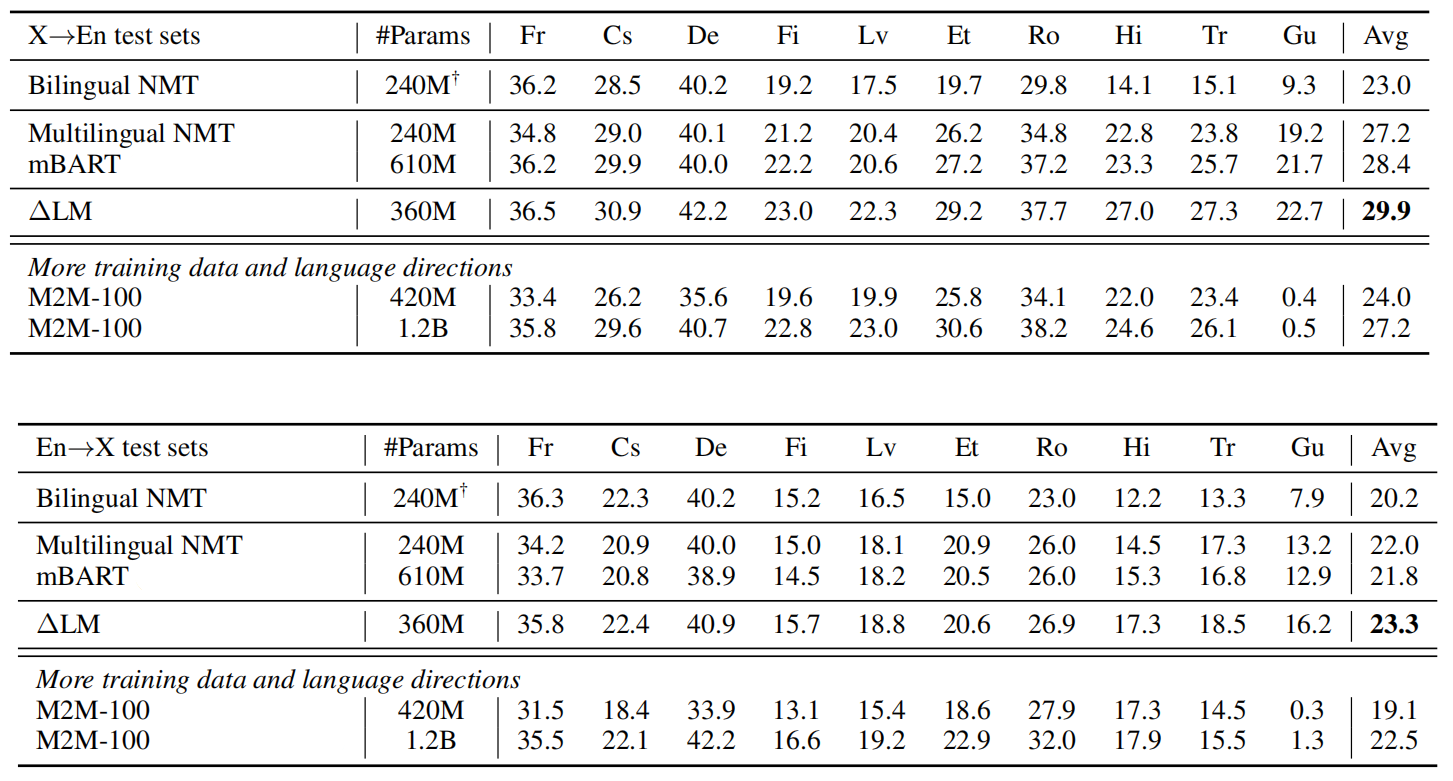 X→En test sets #Params Fr Cs De Fi Lv Et Ro Hi Tr Gu Avg
Bilingual NMT 240M† 36.2 28.5 40.2 19.2 17.5 19.7 29.8 14.1 15.1 9.3 23.0
Multilingual NMT 240M 34.8 29.0 40.1 21.2 20.4 26.2 34.8 22.8 23.8 19.2 27.2
mBART 610M 36.2 29.9 40.0 22.2 20.6 27.2 37.2 23.3 25.7 21.7 28.4
ΔLM 360M 36.5 30.9 42.2 23.0 22.3 29.2 37.7 27.0 27.3 22.7 29.9
More training data and language directions
M2M-100 420M 33.4 26.2 35.6 19.6 19.9 25.8 34.1 22.0 23.4 0.4 24.0
M2M-100 1.2B 35.8 29.6 40.7 22.8 23.0 30.6 38.2 24.6 26.1 0.5 27.2
En→X test sets #Params Fr Cs De Fi Lv Et Ro Hi Tr Gu Avg
Bilingual NMT 240M† 36.3 22.3 40.2 15.2 16.5 15.0 23.0 12.2 13.3 7.9 20.2
Multilingual NMT 240M 34.2 20.9 40.0 15.0 18.1 20.9 26.0 14.5 17.3 13.2 22.0
mBART 610M 33.7 20.8 38.9 14.5 18.2 20.5 26.0 15.3 16.8 12.9 21.8
ΔLM 360M 35.8 22.4 40.9 15.7 18.8 20.6 26.9 17.3 18.5 16.2 23.3
More training data and language directions
M2M-100 420M 31.5 18.4 33.9 13.1 15.4 18.6 27.9 17.3 14.5 0.3 19.1
M2M-100 1.2B 35.5 22.1 42.2 16.6 19.2 22.9 32.0 17.9 15.5 1.3 22.5